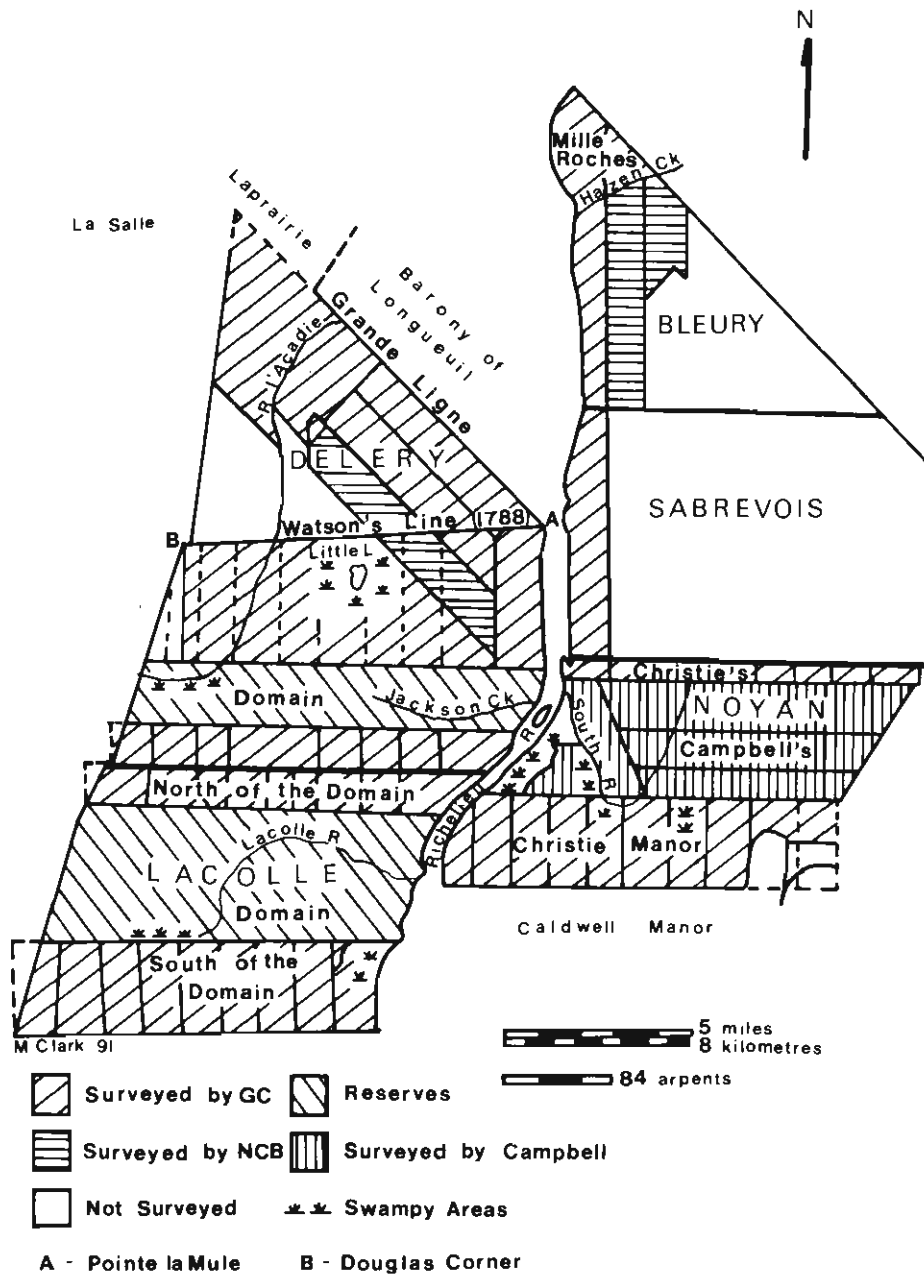 N
Mille
Roches
Halzen Ck
Laprairie
La Salle
Barony of
Longueuil
Grande Ligne
R l'Acadie
BLEURY
DELERY
SABREVOIS
Watson's Line (1788)
A
B
Little L
Christie's
Domain
Jackson Ck
NOYAN
South R
Campbell's
Richelieu R
North of the Domain
Lacolle R
Christie Manor
LACOLLE
Domain
Caldwell Manor
South of the
Domain
M Clark 91
5 miles
8 kilometres
84 arpents
Surveyed by GC
Reserves
Surveyed by NCB
Surveyed by Campbell
Not Surveyed
Swampy Areas
A - Pointe la Mule
B - Douglas Corner